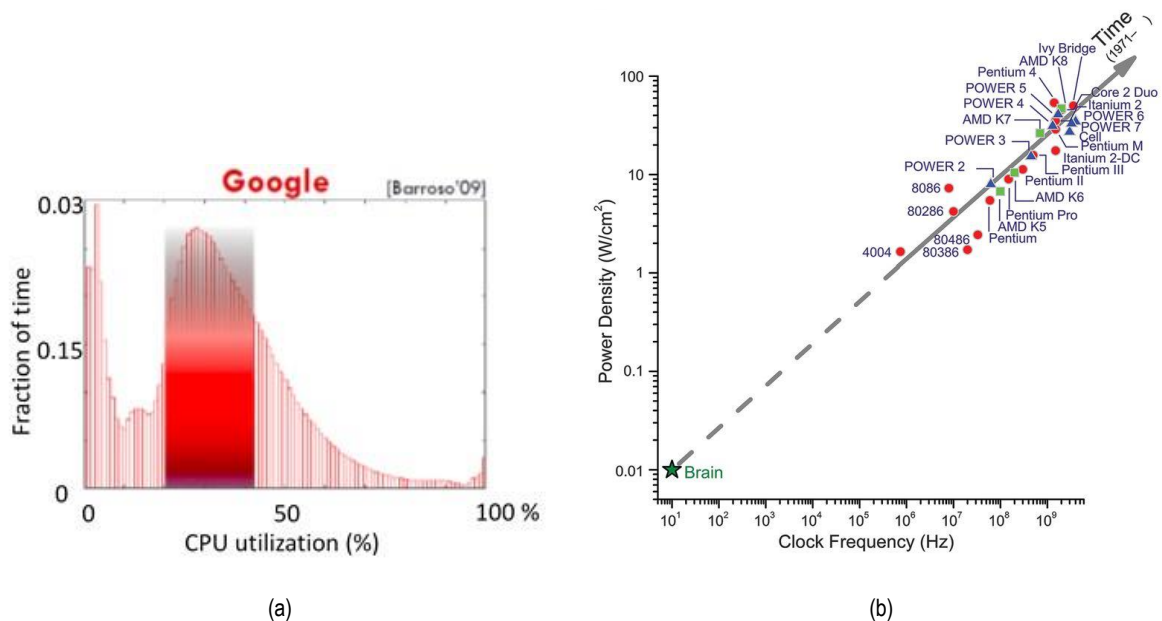 Google
[Barroso'09]
0.03
0.15
0
Fraction of time
0
50
100 %
CPU utilization (%)
(a)
Time
(1971– )
Ivy Bridge
AMD K8
Pentium 4
POWER 5
POWER 4
AMD K7
POWER 3
POWER 2
8086
80286
80486
4004
80386
Core 2 Duo
Itanium 2
POWER 6
POWER 7
Cell
Pentium M
Itanium 2-DC
Pentium III
Pentium II
AMD K6
Pentium Pro
AMD K5
Pentium
Brain
100
10
1
0.1
0.01
Power Density (W/cm²)
10¹ 10² 10³ 10⁴ 10⁵ 10⁶ 10⁷ 10⁸ 10⁹
Clock Frequency (Hz)
(b)